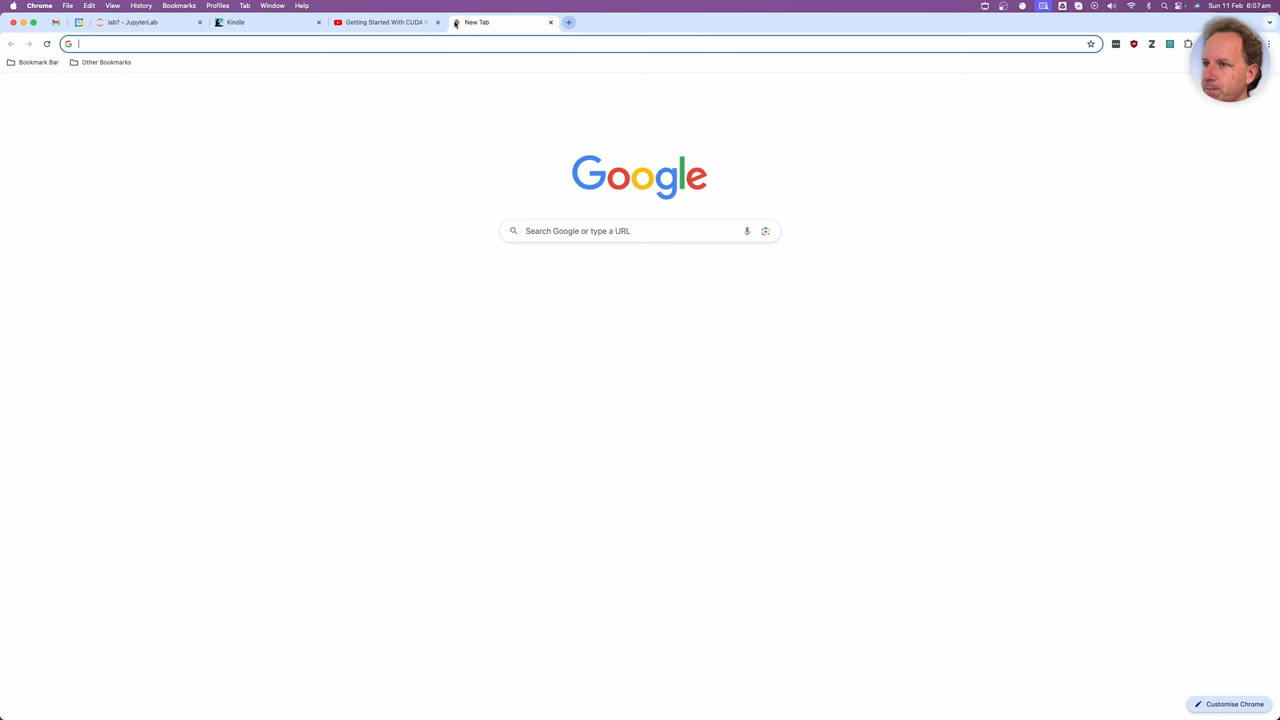 Chrome File Edit View History Bookmarks Profiles Tab Window Help Sun 11 Feb 6:07am
lab7 - JupyterLab Kindle Getting Started With CUDA New Tab
Bookmark Bar Other Bookmarks
Google
Search Google or type a URL
Customise Chrome